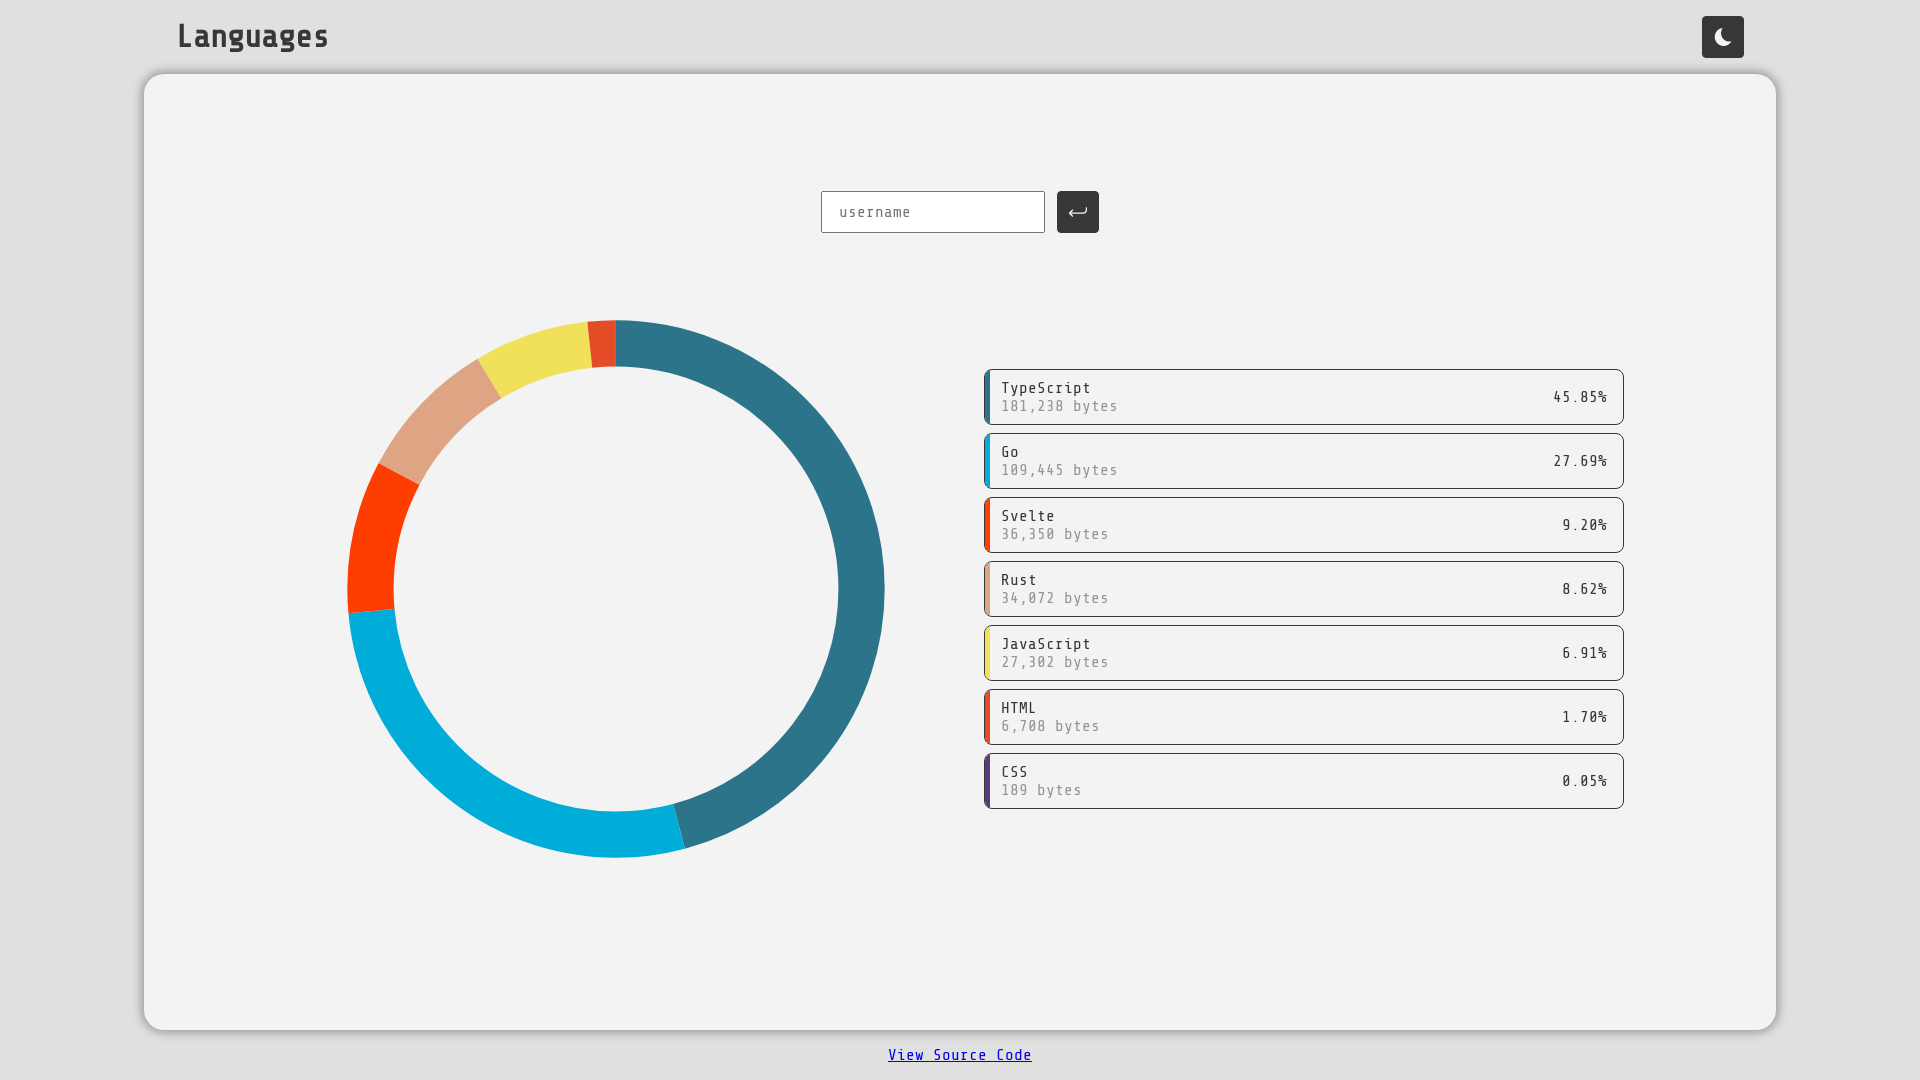 Languages
username
TypeScript
181,238 bytes
45.85%
Go
109,445 bytes
27.69%
Svelte
36,350 bytes
9.20%
Rust
34,072 bytes
8.62%
JavaScript
27,302 bytes
6.91%
HTML
6,708 bytes
1.70%
CSS
189 bytes
0.05%
View Source Code